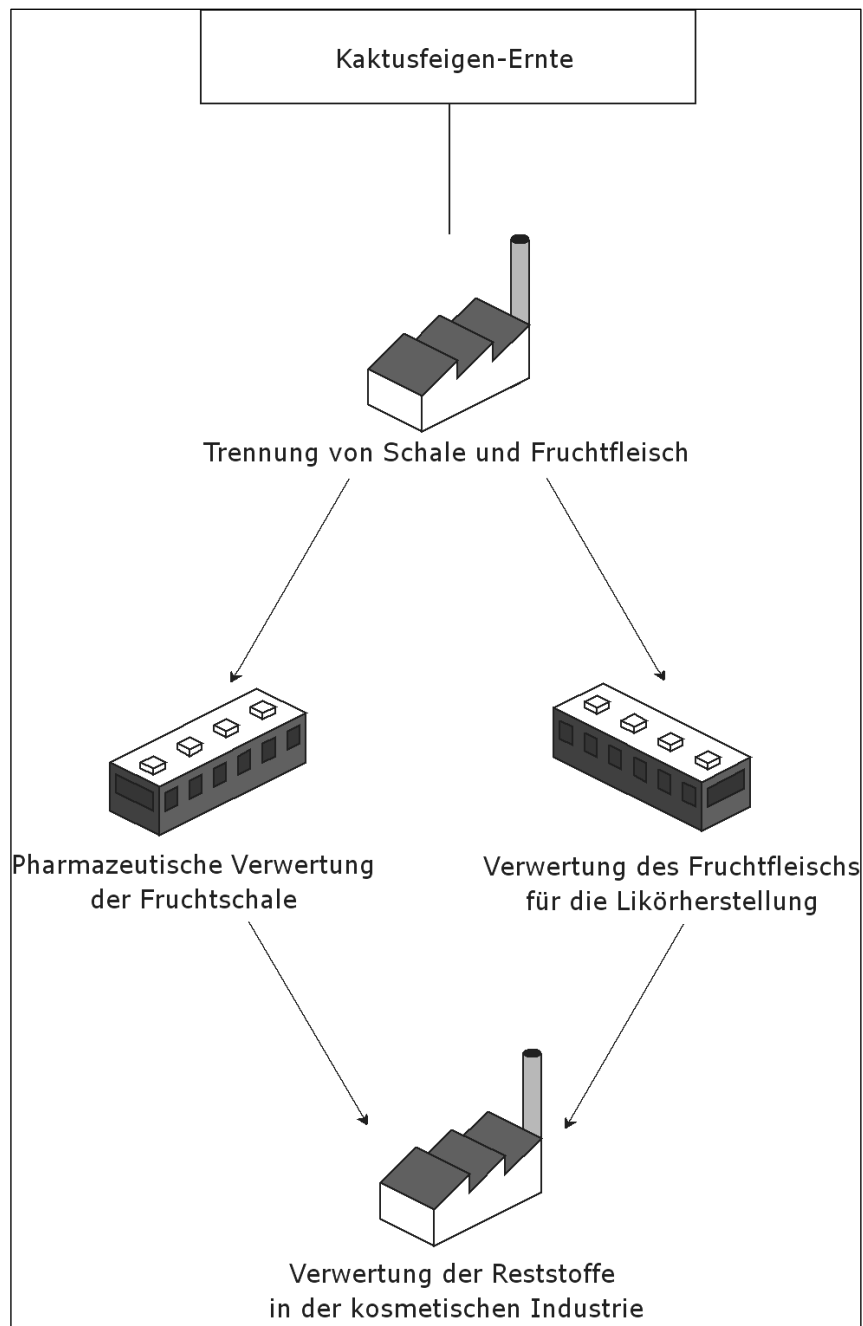 Kaktusfeigen-Ernte
Trennung von Schale und Fruchtfleisch
Pharmazeutische Verwertung
der Fruchtschale
Verwertung des Fruchtfleischs
für die Likörherstellung
Verwertung der Reststoffe
in der kosmetischen Industrie